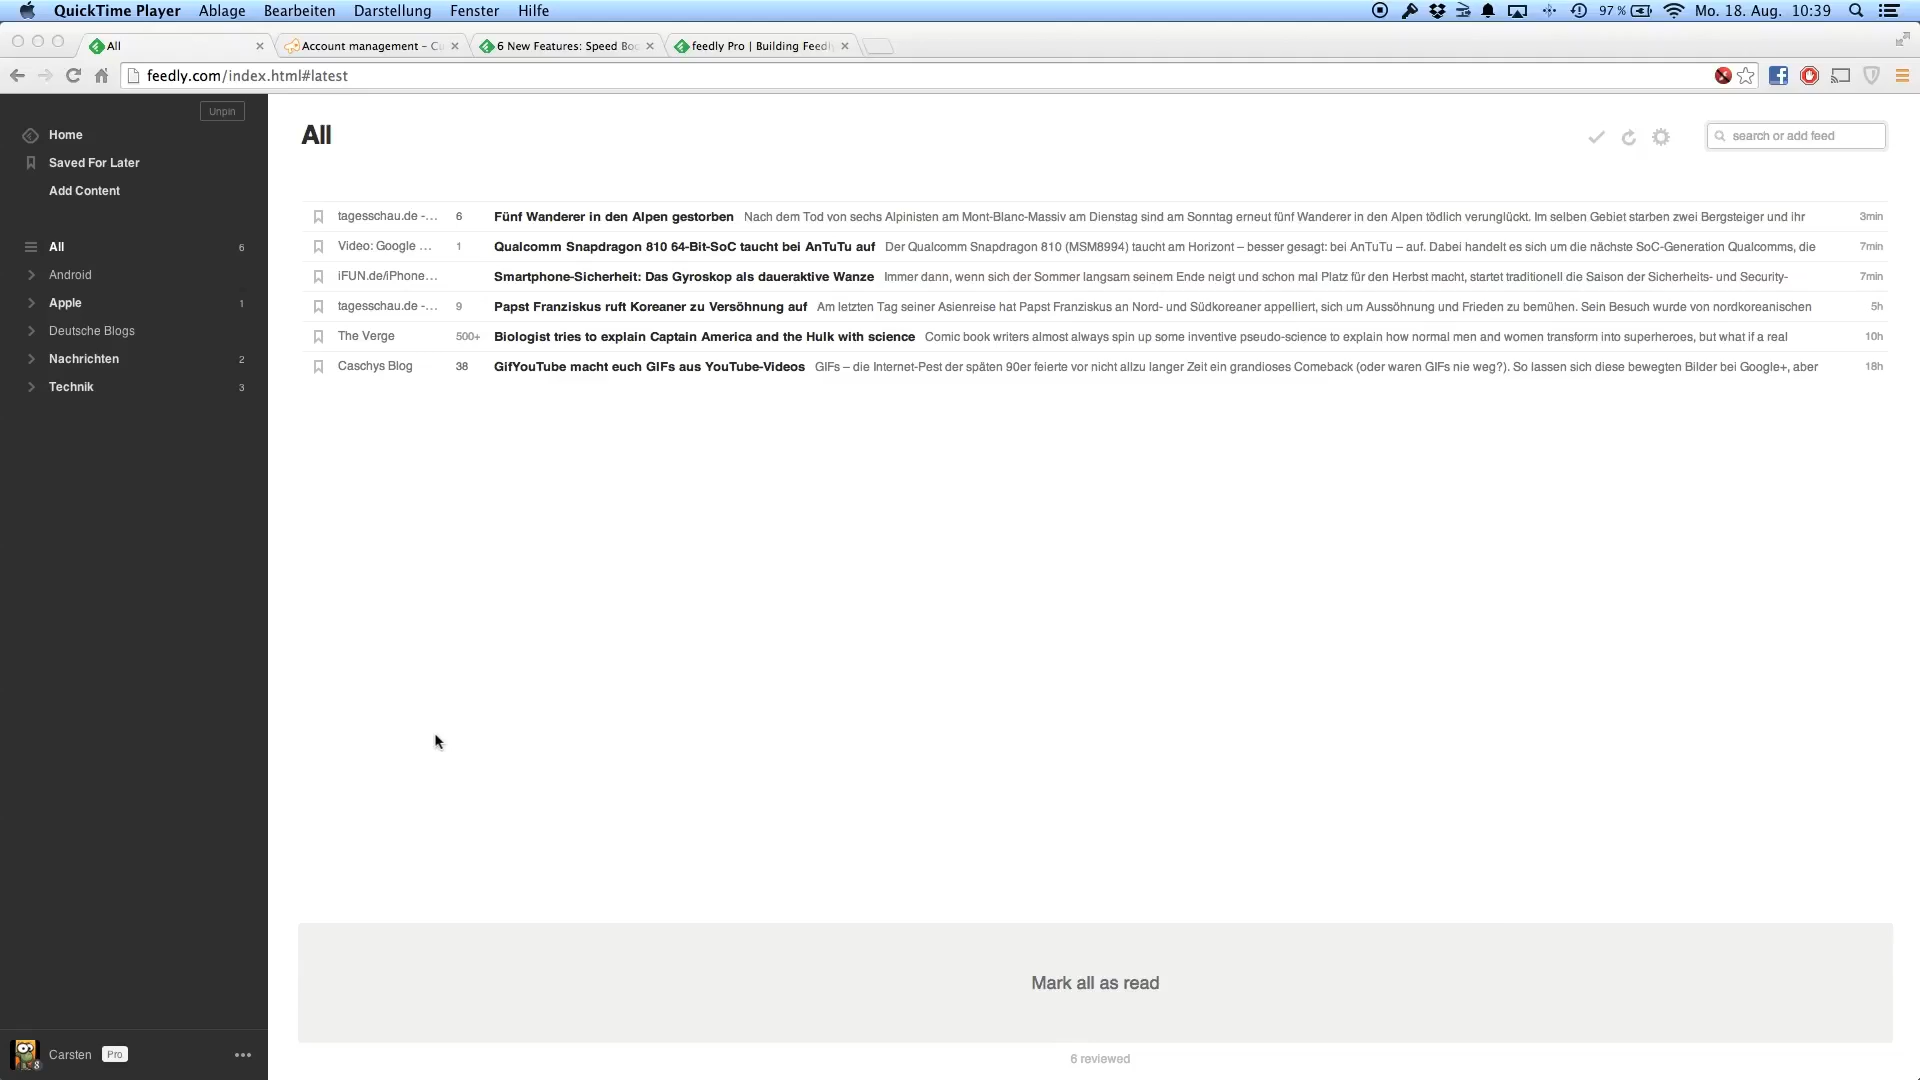 QuickTime Player Ablage Bearbeiten Darstellung Fenster Hilfe 97 % Mo. 18. Aug. 10:39
All Account management – Cu 6 New Features: Speed Boo feedly Pro | Building Feedl
feedly.com/index.html#latest
Unpin
Home
Saved For Later
Add Content
All 6
Android
Apple 1
Deutsche Blogs
Nachrichten 2
Technik 3
Carsten Pro
All
search or add feed
tagesschau.de -... 6 Fünf Wanderer in den Alpen gestorben Nach dem Tod von sechs Alpinisten am Mont-Blanc-Massiv am Dienstag sind am Sonntag erneut fünf Wanderer in den Alpen tödlich verunglückt. Im selben Gebiet starben zwei Bergsteiger und ihr 3min
Video: Google ... 1 Qualcomm Snapdragon 810 64-Bit-SoC taucht bei AnTuTu auf Der Qualcomm Snapdragon 810 (MSM8994) taucht am Horizont – besser gesagt: bei AnTuTu – auf. Dabei handelt es sich um die nächste SoC-Generation Qualcomms, die 7min
iFUN.de/iPhone... Smartphone-Sicherheit: Das Gyroskop als daueraktive Wanze Immer dann, wenn sich der Sommer langsam seinem Ende neigt und schon mal Platz für den Herbst macht, startet traditionell die Saison der Sicherheits- und Security- 7min
tagesschau.de -... 9 Papst Franziskus ruft Koreaner zu Versöhnung auf Am letzten Tag seiner Asienreise hat Papst Franziskus an Nord- und Südkoreaner appelliert, sich um Aussöhnung und Frieden zu bemühen. Sein Besuch wurde von nordkoreanischen 5h
The Verge 500+ Biologist tries to explain Captain America and the Hulk with science Comic book writers almost always spin up some inventive pseudo-science to explain how normal men and women transform into superheroes, but what if a real 10h
Caschys Blog 38 GifYouTube macht euch GIFs aus YouTube-Videos GIFs – die Internet-Pest der späten 90er feierte vor nicht allzu langer Zeit ein grandioses Comeback (oder waren GIFs nie weg?). So lassen sich diese bewegten Bilder bei Google+, aber 18h
Mark all as read
6 reviewed